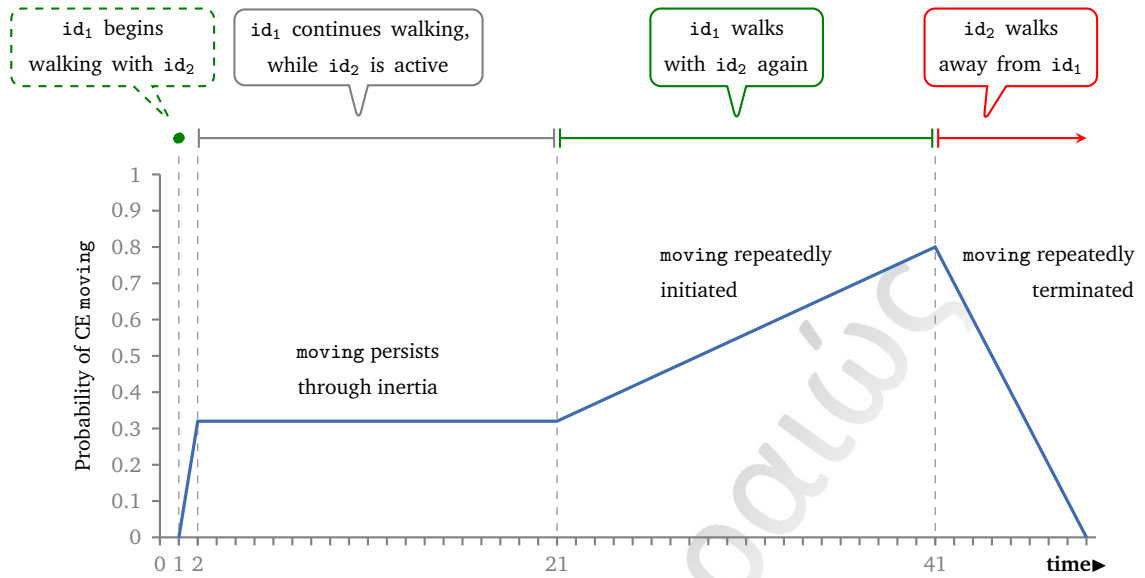 id₁ begins
walking with id₂
id₁ continues walking,
while id₂ is active
id₁ walks
with id₂ again
id₂ walks
away from id₁
1
0.9
0.8
0.7
0.6
0.5
0.4
0.3
0.2
0.1
0
Probability of CE moving
moving persists
through inertia
moving repeatedly
initiated
moving repeatedly
terminated
0 1 2 21 41 time▶
ραιώς